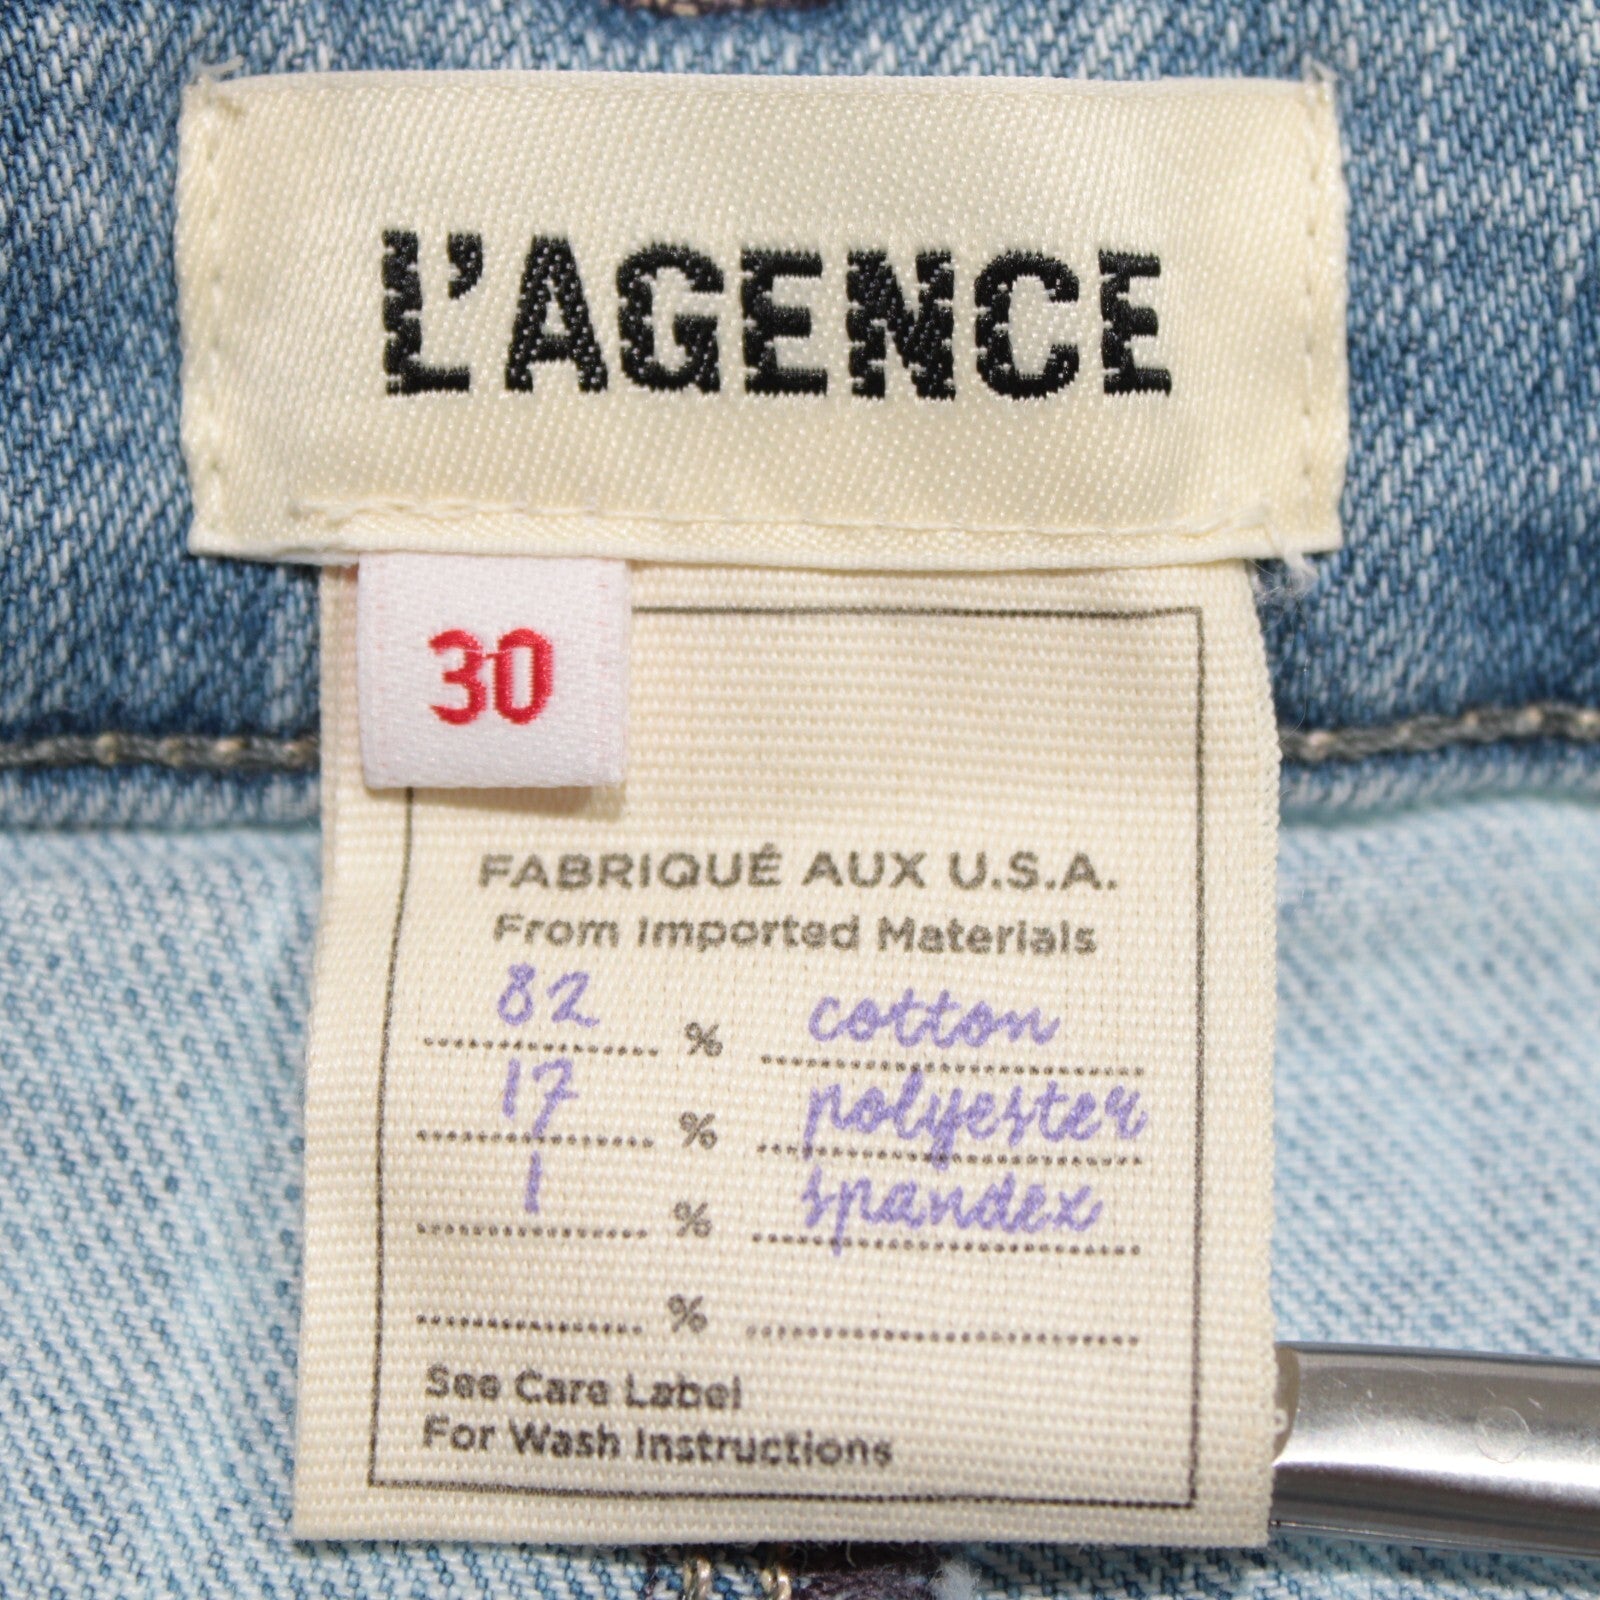 L'AGENCE
30
FABRIQUÉ AUX U.S.A.
From Imported Materials
82 % cotton
17 % polyester
1 % spandex
%
See Care Label
For Wash Instructions